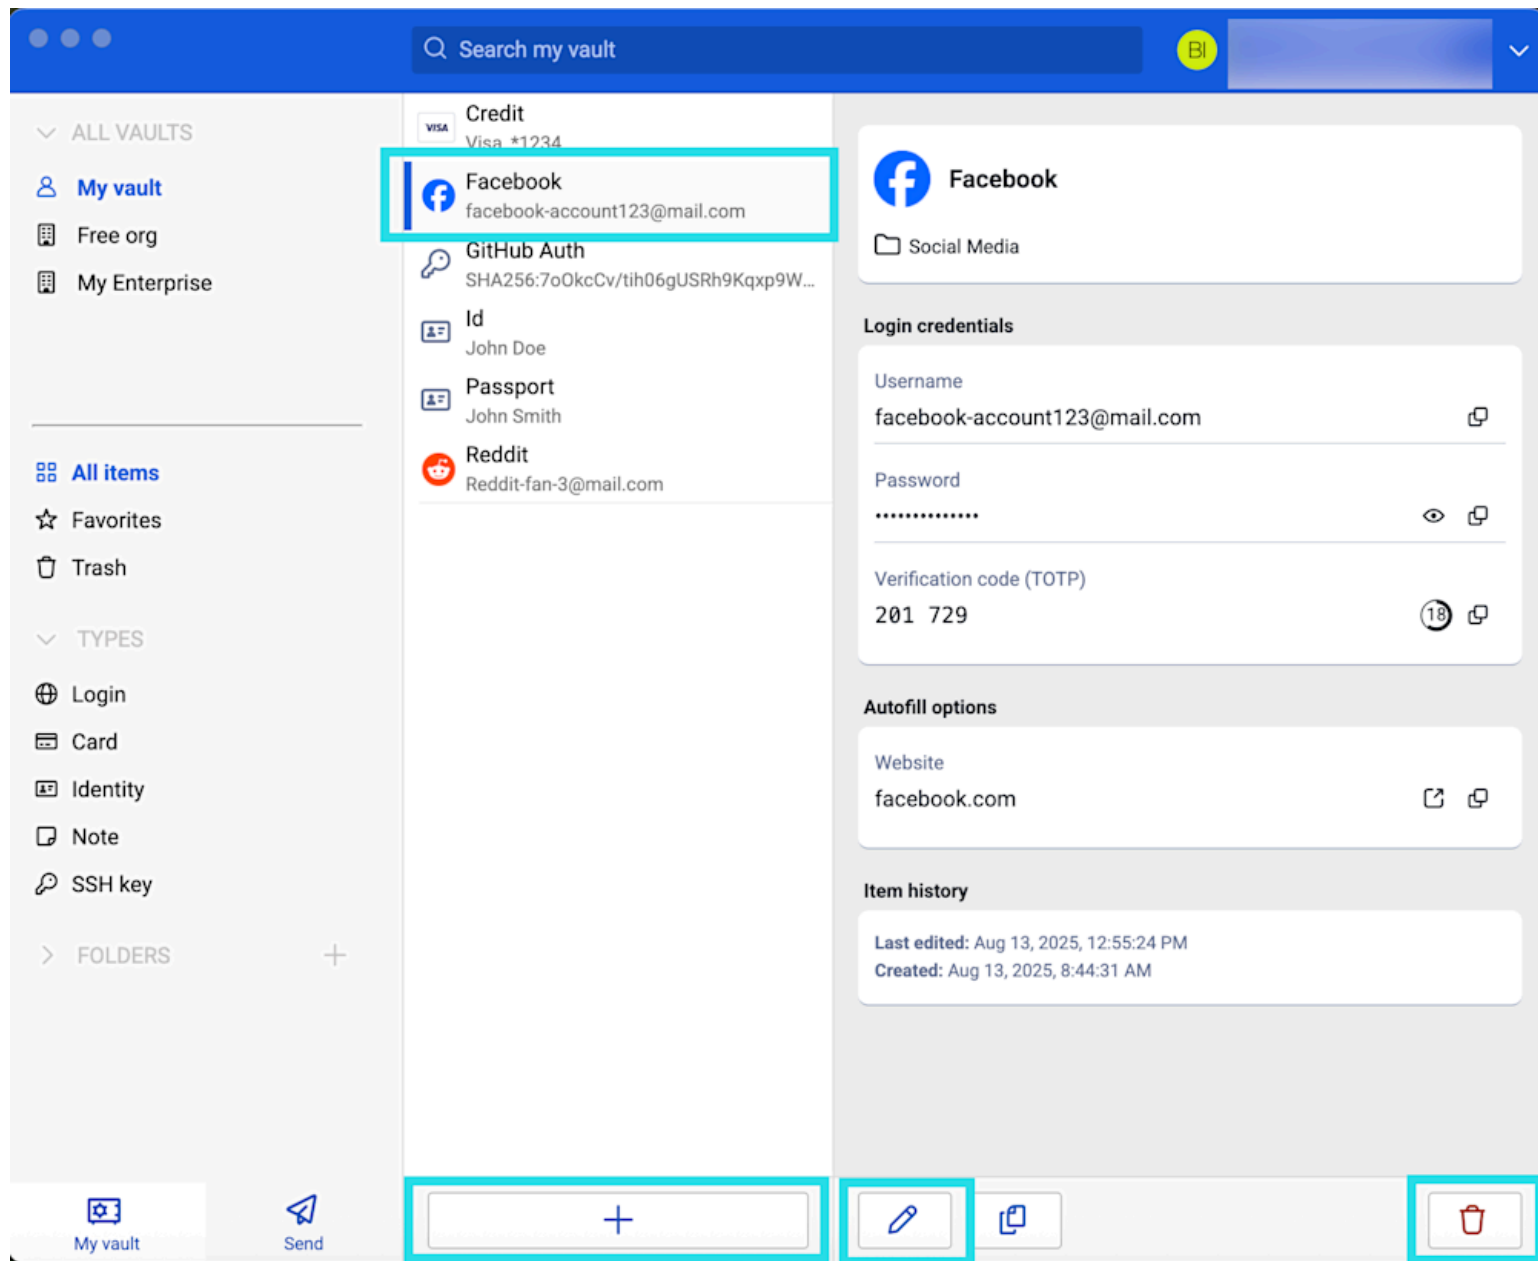 Search my vault
BI
ALL VAULTS
My vault
Free org
My Enterprise
All items
Favorites
Trash
TYPES
Login
Card
Identity
Note
SSH key
FOLDERS
My vault
Send
VISA
Credit
Visa, *1234
Facebook
facebook-account123@mail.com
GitHub Auth
SHA256:7oOkcCv/tih06gUSRh9Kqxp9W...
Id
John Doe
Passport
John Smith
Reddit
Reddit-fan-3@mail.com
Facebook
Social Media
Login credentials
Username
facebook-account123@mail.com
Password
••••••••••••••
Verification code (TOTP)
201 729
18
Autofill options
Website
facebook.com
Item history
Last edited: Aug 13, 2025, 12:55:24 PM
Created: Aug 13, 2025, 8:44:31 AM